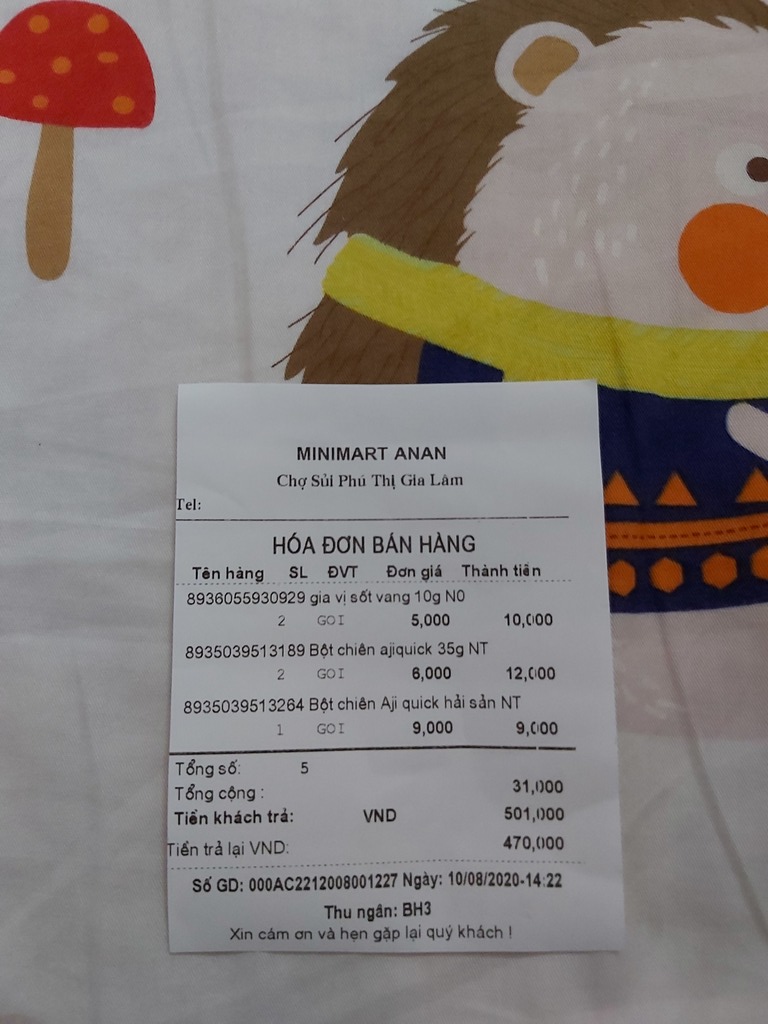 MINIMART ANAN
Chợ Sủi Phú Thị Gia Lâm
Tel:
HÓA ĐƠN BÁN HÀNG
Tên hàng SL ĐVT Đơn giá Thành tiền
8936055930929 gia vị sốt vang 10g N0
2 GOI 5,000 10,000
8935039513189 Bột chiên ajiquick 35g NT
2 GOI 6,000 12,000
8935039513264 Bột chiên Aji quick hải sản NT
1 GOI 9,000 9,000
Tổng số: 5
Tổng cộng : 31,000
Tiền khách trả: VND 501,000
Tiền trả lại VND: 470,000
Số GD: 000AC2212008001227 Ngày: 10/08/2020-14:22
Thu ngân: BH3
Xin cám ơn và hẹn gặp lại quý khách !